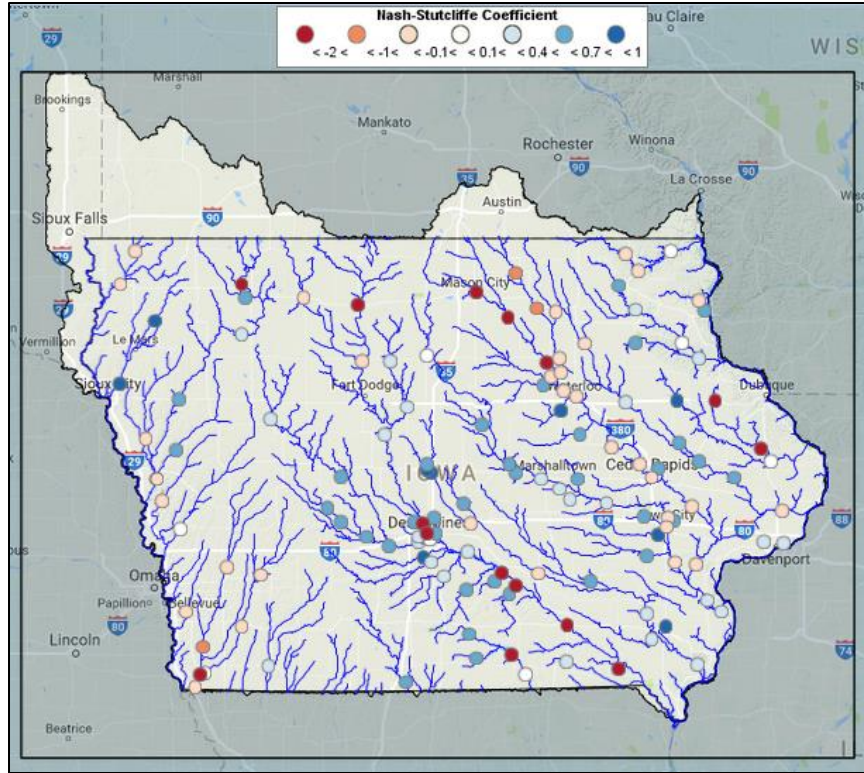 Nash-Stutcliffe Coefficient
< -2 < < -1< < -0.1< < 0.1< < 0.4 < < 0.7 < < 1
au Claire
29
WIS
Marshall
Brookings
Mankato
Rochester
Winona
90
90
La Crosse
35
Austin
90
Sioux Falls
29
Mason City
Vermillion
Le Mars
35
Sioux City
Fort Dodge
Waterloo
Dubuque
380
29
IOWA
Marshalltown
Cedar Rapids
Des Moines
Iowa City
80
80
88
80
Davenport
Omaha
Papillion
Bellevue
80
Lincoln
74
Beatrice